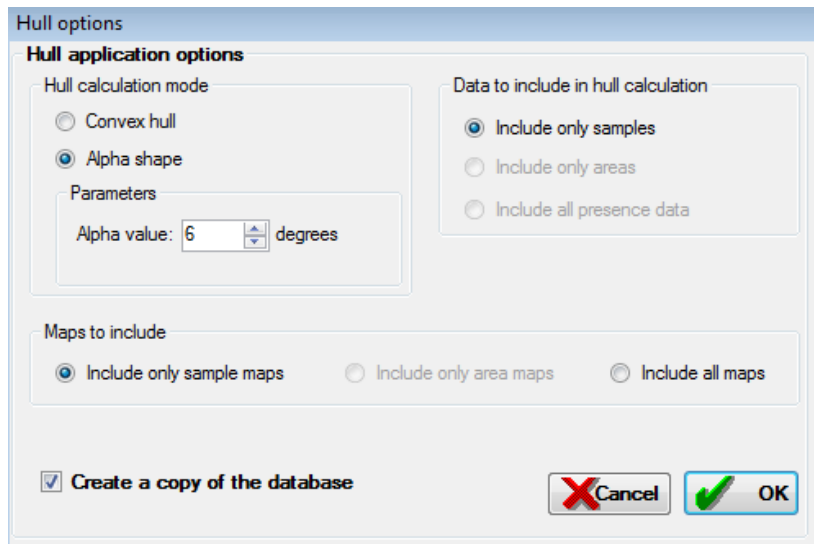 Hull options
Hull application options
Hull calculation mode
Convex hull
Alpha shape
Parameters
Alpha value: 6 degrees
Data to include in hull calculation
Include only samples
Include only areas
Include all presence data
Maps to include
Include only sample maps Include only area maps Include all maps
Create a copy of the database
Cancel OK